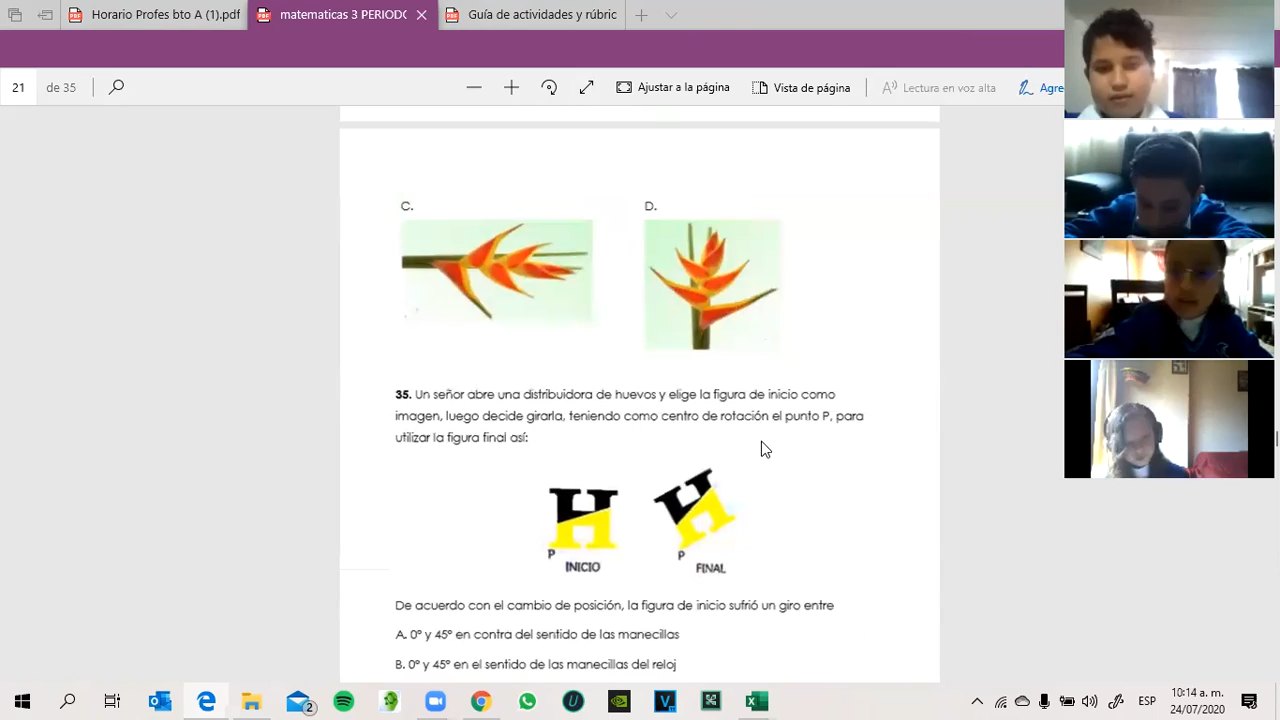 Horario Profes bto A (1).pdf
matematicas 3 PERIODO
Guía de actividades y rúbric
21 de 35
Ajustar a la página
Vista de página
Lectura en voz alta
Agre
C.
D.
35. Un señor abre una distribuidora de huevos y elige la figura de inicio como
imagen, luego decide girarla, teniendo como centro de rotación el punto P, para
utilizar la figura final así:
H
H
P
P
INICIO
FINAL
De acuerdo con el cambio de posición, la figura de inicio sufrió un giro entre
A. 0° y 45° en contra del sentido de las manecillas
B. 0° y 45° en el sentido de las manecillas del reloj
2
ESP
10:14 a. m.
24/07/2020